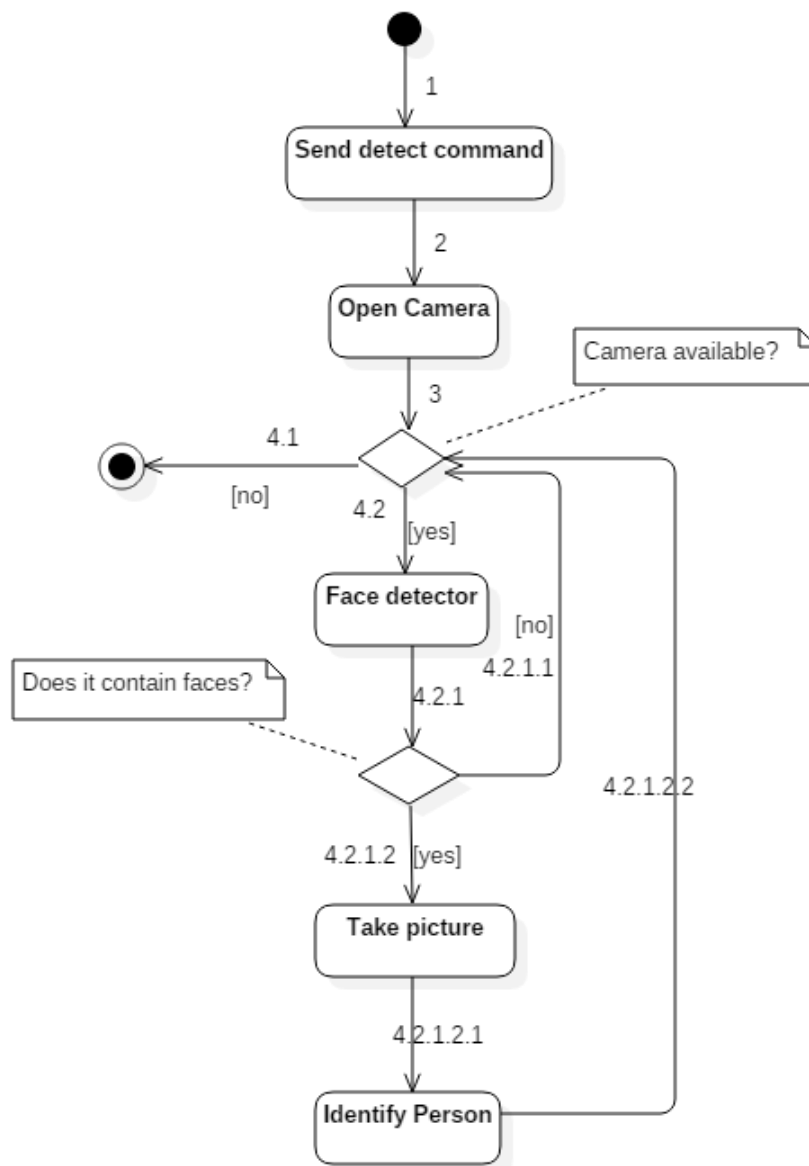 1
Send detect command
2
Open Camera
Camera available?
3
4.1
[no]
4.2
[yes]
Face detector
[no]
4.2.1.1
Does it contain faces?
4.2.1
4.2.1.2.2
4.2.1.2 [yes]
Take picture
4.2.1.2.1
Identify Person